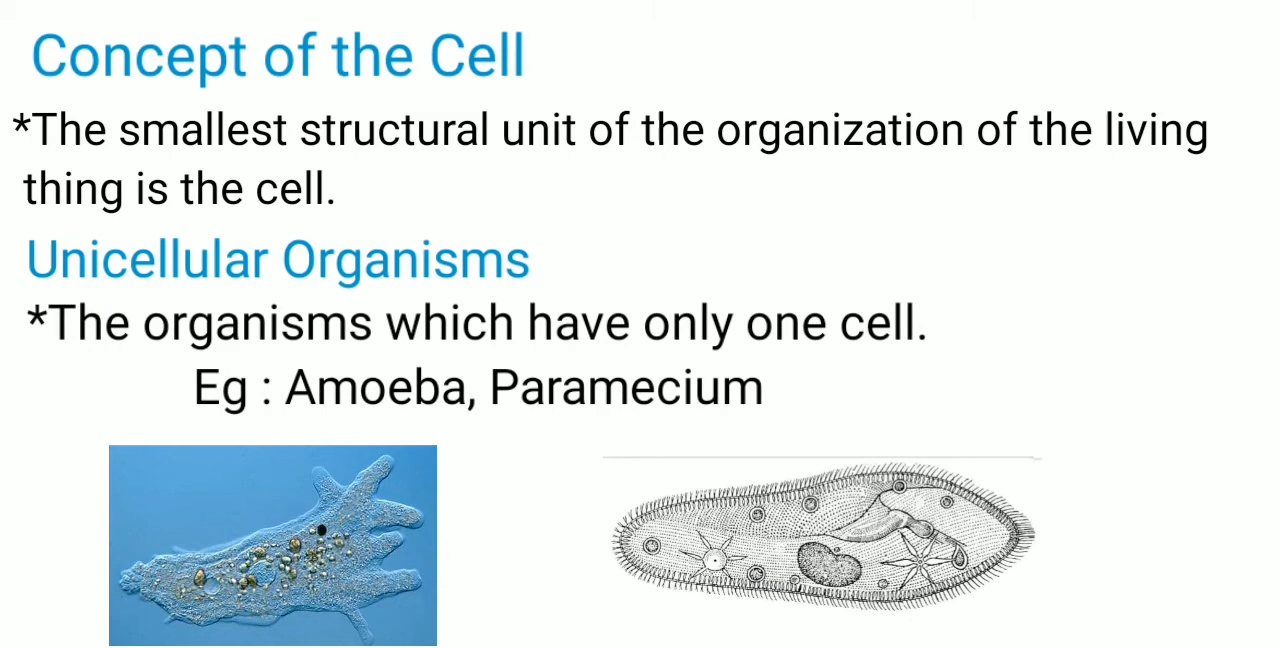 Concept of the Cell
*The smallest structural unit of the organization of the living
thing is the cell.
Unicellular Organisms
*The organisms which have only one cell.
Eg : Amoeba, Paramecium